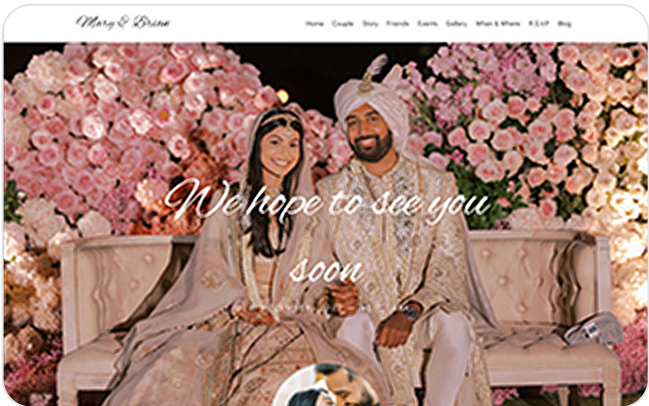 Mary & Brian
Home Couple Story Friends Events Gallery When & Where R.S.V.P Blog
We hope to see you
soon